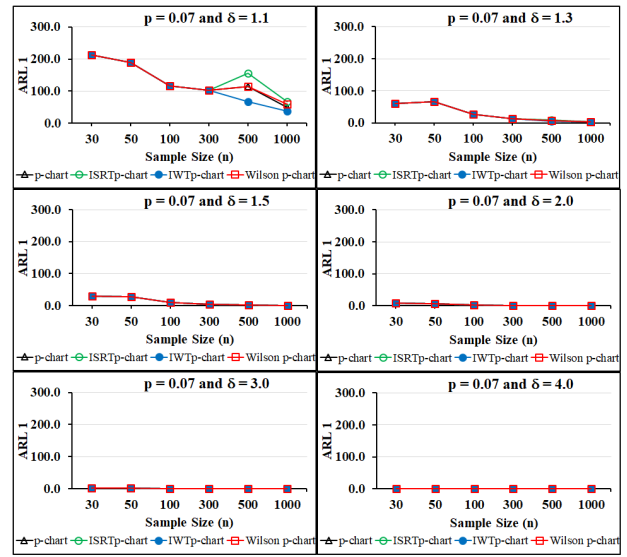 p = 0.07 and δ = 1.1
ARL 1
300.0
200.0
100.0
0.0
30 50 100 300 500 1000
Sample Size (n)
p-chart ISRTp-chart IWTp-chart Wilson p-chart
p = 0.07 and δ = 1.3
ARL 1
300.0
200.0
100.0
0.0
30 50 100 300 500 1000
Sample Size (n)
p-chart ISRTp-chart IWTp-chart Wilson p-chart
p = 0.07 and δ = 1.5
ARL 1
300.0
200.0
100.0
0.0
30 50 100 300 500 1000
Sample Size (n)
p-chart ISRTp-chart IWTp-chart Wilson p-chart
p = 0.07 and δ = 2.0
ARL 1
300.0
200.0
100.0
0.0
30 50 100 300 500 1000
Sample Size (n)
p-chart ISRTp-chart IWTp-chart Wilson p-chart
p = 0.07 and δ = 3.0
ARL 1
300.0
200.0
100.0
0.0
30 50 100 300 500 1000
Sample Size (n)
p-chart ISRTp-chart IWTp-chart Wilson p-chart
p = 0.07 and δ = 4.0
ARL 1
300.0
200.0
100.0
0.0
30 50 100 300 500 1000
Sample Size (n)
p-chart ISRTp-chart IWTp-chart Wilson p-chart